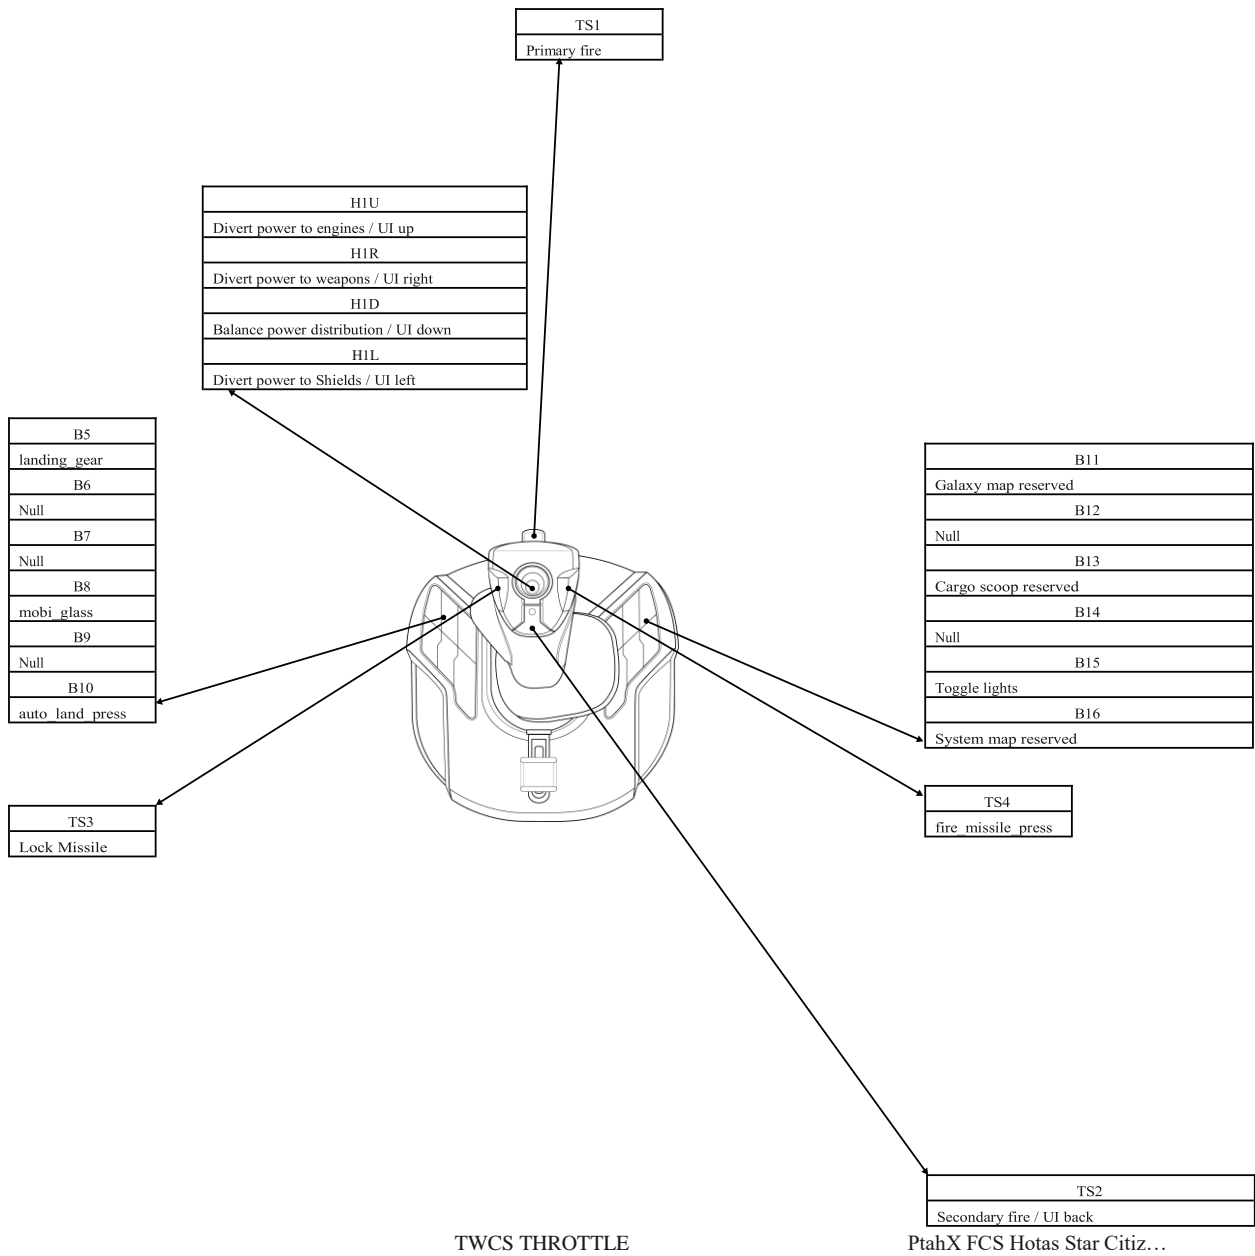 TS1
Primary fire
H1U
Divert power to engines / UI up
H1R
Divert power to weapons / UI right
H1D
Balance power distribution / UI down
H1L
Divert power to Shields / UI left
B5
landing_gear
B6
Null
B7
Null
B8
mobi_glass
B9
Null
B10
auto_land_press
B11
Galaxy map reserved
B12
Null
B13
Cargo scoop reserved
B14
Null
B15
Toggle lights
B16
System map reserved
TS3
Lock Missile
TS4
fire_missile_press
TS2
Secondary fire / UI back
TWCS THROTTLE
PtahX FCS Hotas Star Citiz…